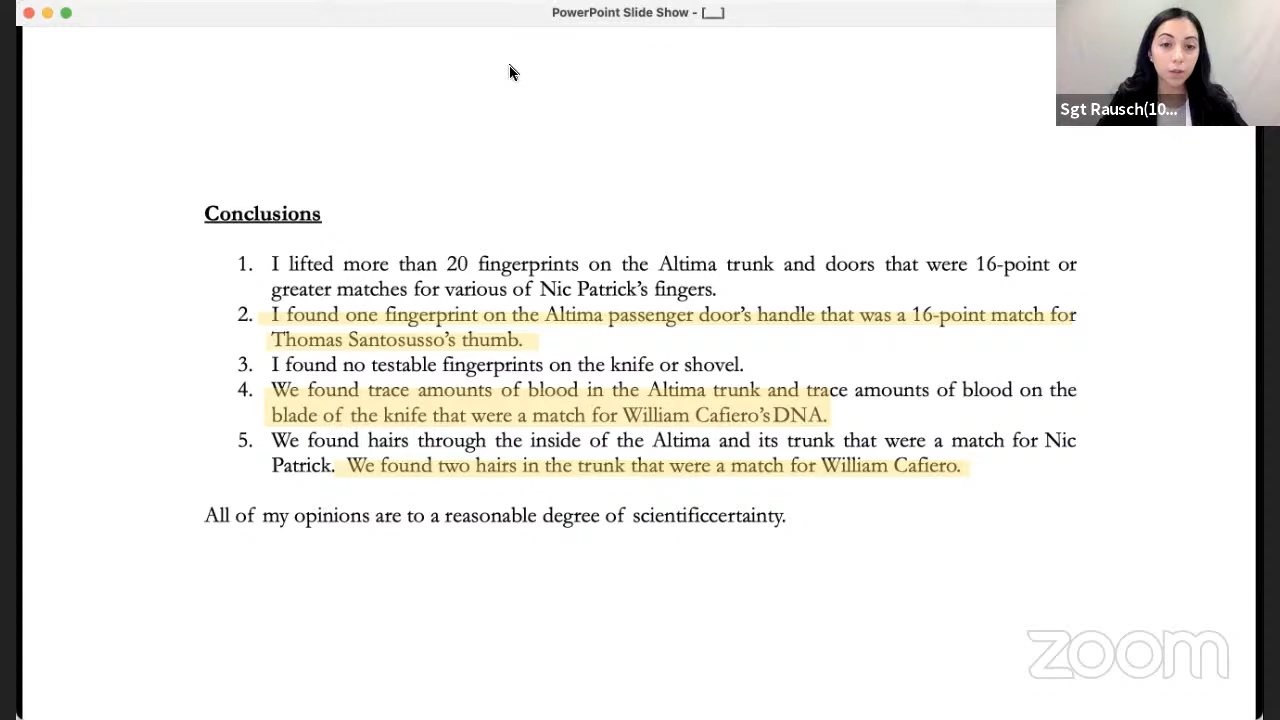 PowerPoint Slide Show - [__]
Sgt Rausch(10...
Conclusions
1. I lifted more than 20 fingerprints on the Altima trunk and doors that were 16-point or
greater matches for various of Nic Patrick's fingers.
2. I found one fingerprint on the Altima passenger door's handle that was a 16-point match for
Thomas Santosusso's thumb.
3. I found no testable fingerprints on the knife or shovel.
4. We found trace amounts of blood in the Altima trunk and trace amounts of blood on the
blade of the knife that were a match for William Cafiero's DNA.
5. We found hairs through the inside of the Altima and its trunk that were a match for Nic
Patrick. We found two hairs in the trunk that were a match for William Cafiero.
All of my opinions are to a reasonable degree of scientificcertainty.
zoom